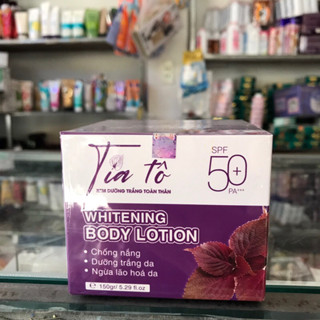 Tía tô
KEM DƯỠNG TRẮNG TOÀN THÂN
SPF
50+
PA+++
WHITENING
BODY LOTION
• Chống nắng
• Dưỡng trắng da
• Ngừa lão hoá da
150gr/ 5.29 fl.oz